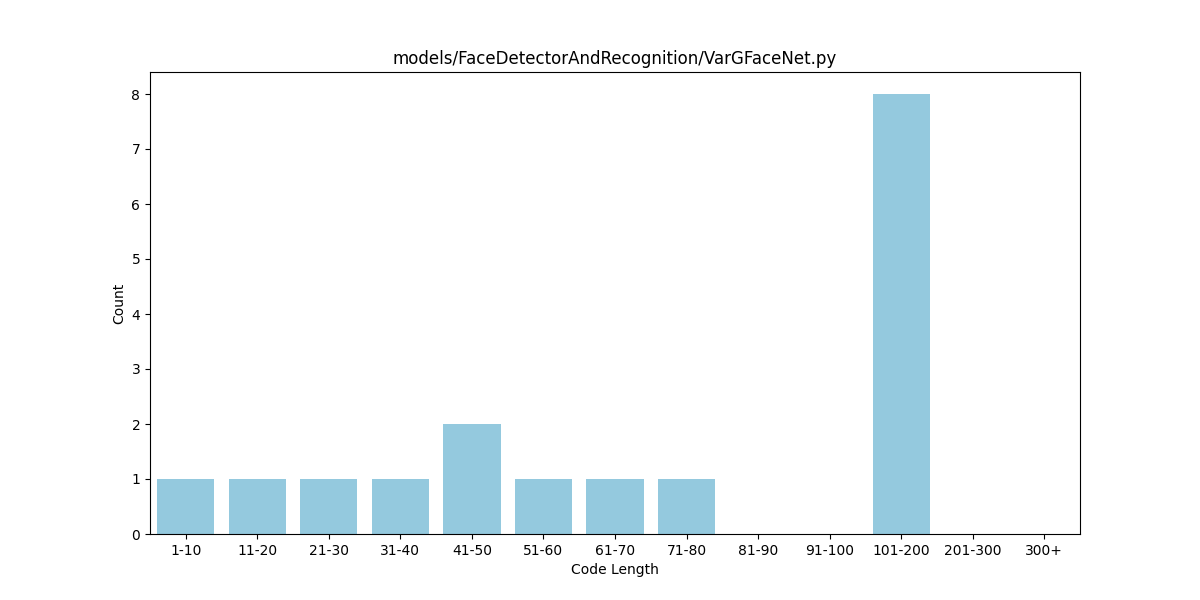 models/FaceDetectorAndRecognition/VarGFaceNet.py
8
7
6
5
4
3
2
1
0
Count
1-10 11-20 21-30 31-40 41-50 51-60 61-70 71-80 81-90 91-100 101-200 201-300 300+
Code Length